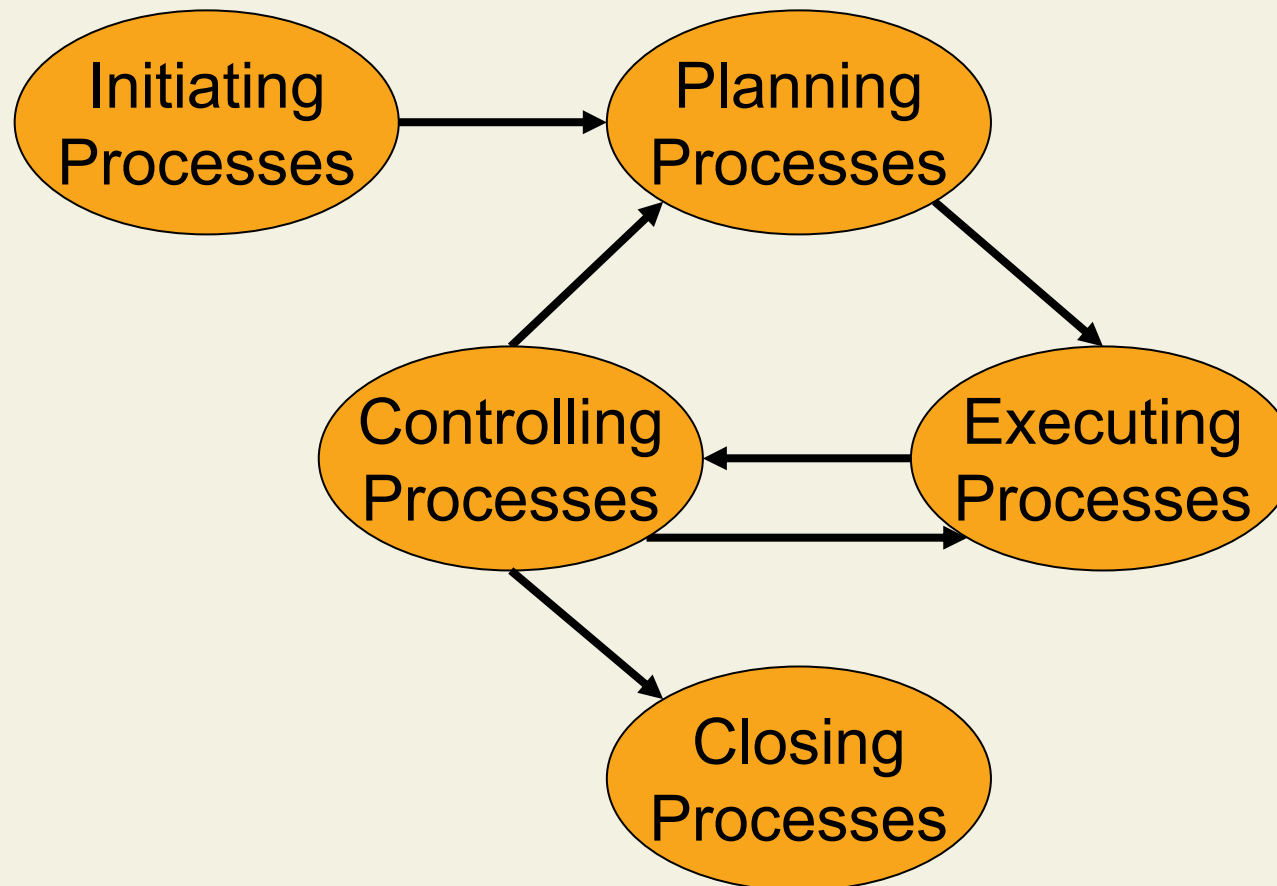 Initiating
Processes
Planning
Processes
Controlling
Processes
Executing
Processes
Closing
Processes